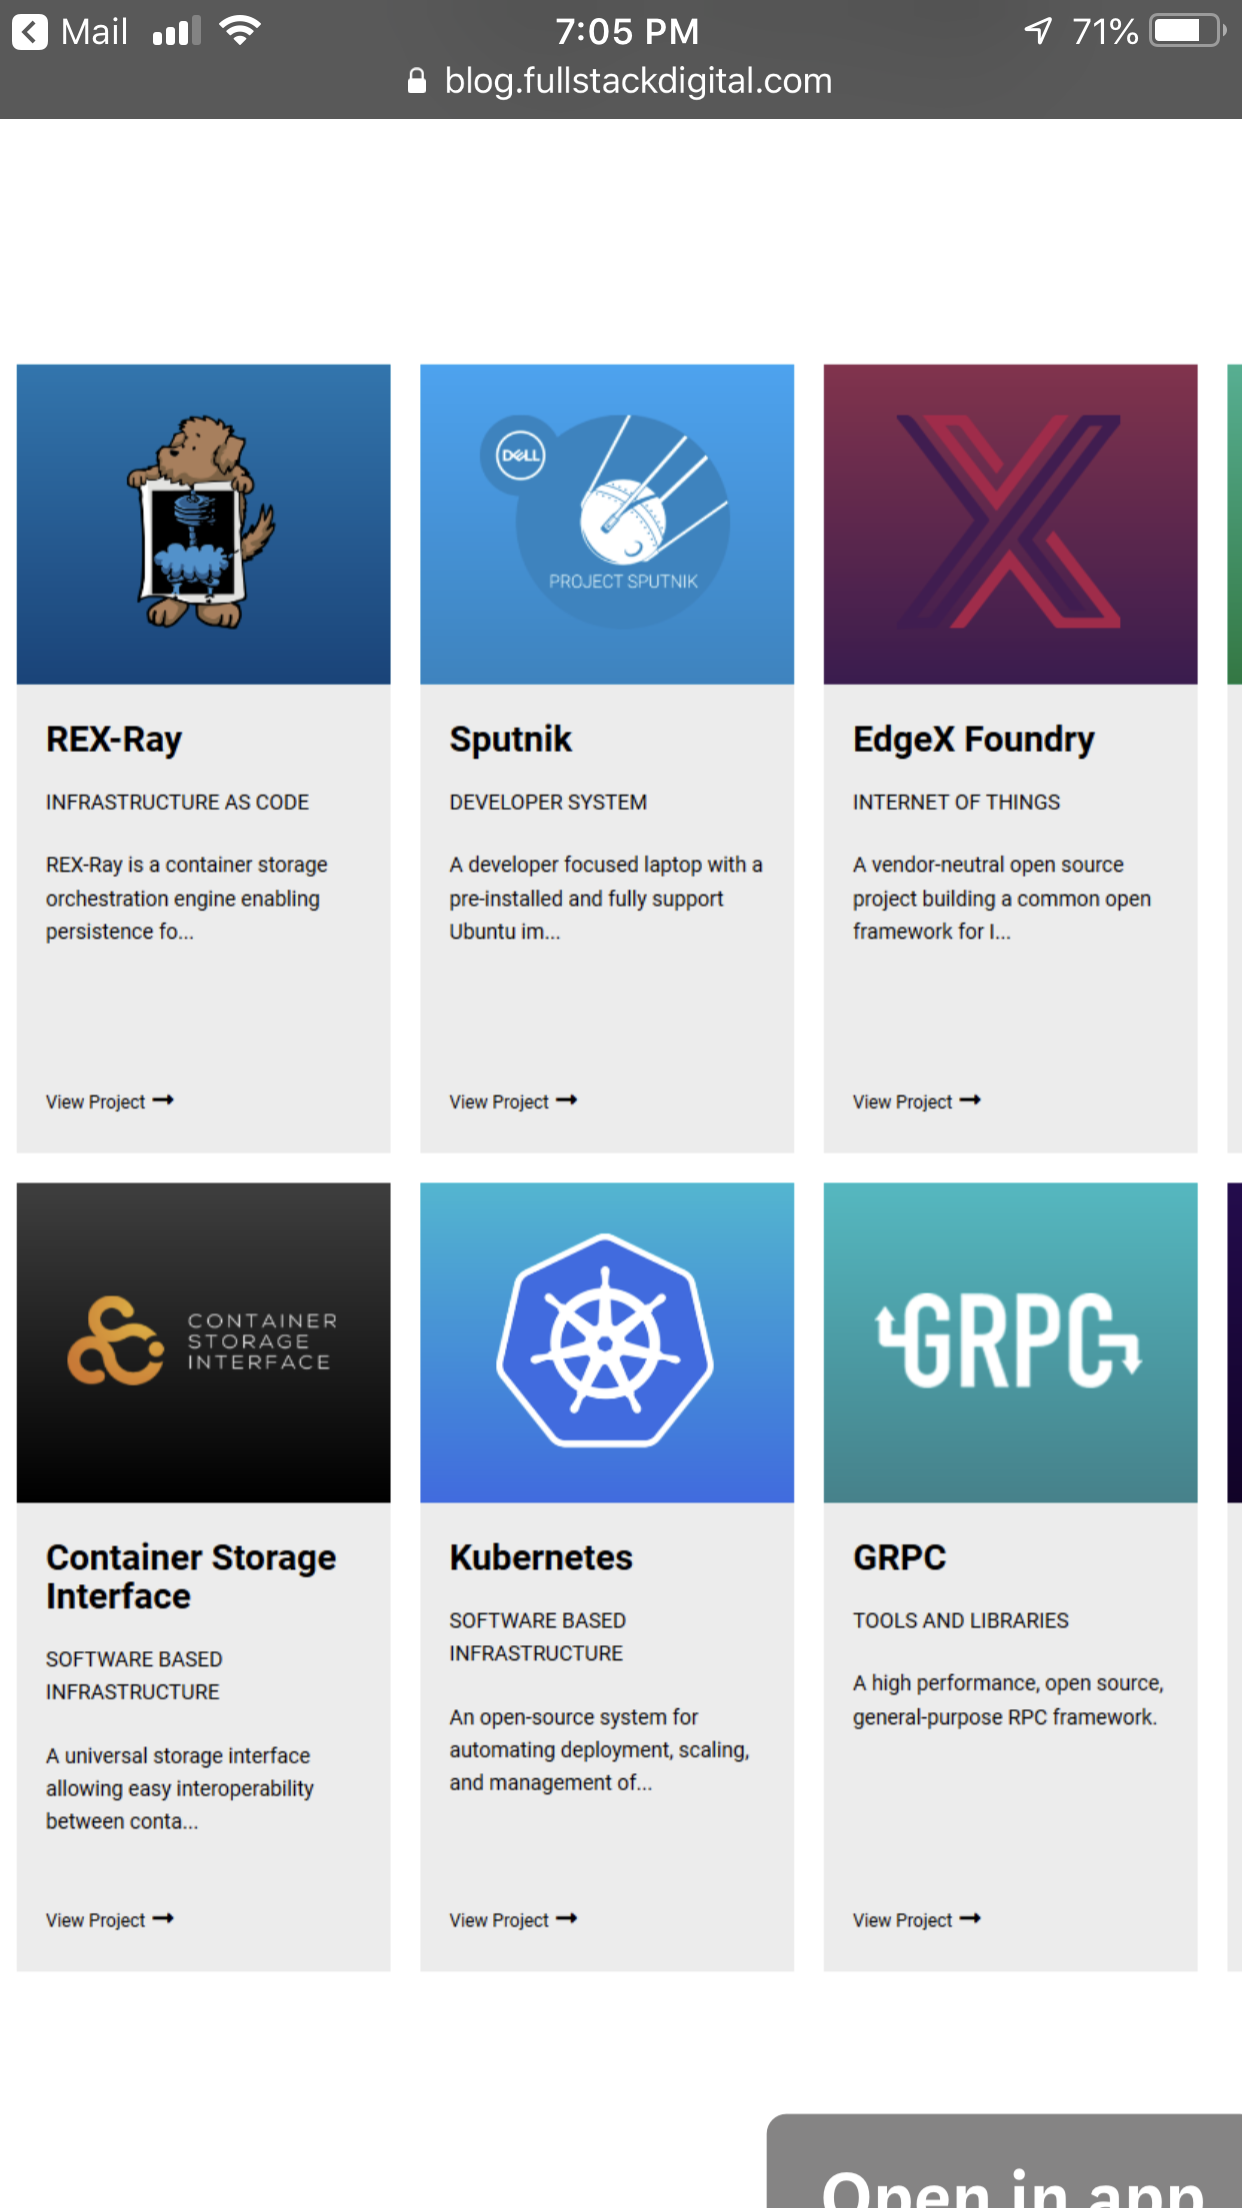 Mail
7:05 PM
71%
blog.fullstackdigital.com
DELL
PROJECT SPUTNIK
REX-Ray
INFRASTRUCTURE AS CODE
REX-Ray is a container storage
orchestration engine enabling
persistence fo...
View Project
Sputnik
DEVELOPER SYSTEM
A developer focused laptop with a
pre-installed and fully support
Ubuntu im...
View Project
EdgeX Foundry
INTERNET OF THINGS
A vendor-neutral open source
project building a common open
framework for I...
View Project
CONTAINER
STORAGE
INTERFACE
Container Storage
Interface
SOFTWARE BASED
INFRASTRUCTURE
A universal storage interface
allowing easy interoperability
between conta...
View Project
Kubernetes
SOFTWARE BASED
INFRASTRUCTURE
An open-source system for
automating deployment, scaling,
and management of...
View Project
GRPC
GRPC
TOOLS AND LIBRARIES
A high performance, open source,
general-purpose RPC framework.
View Project
Open in app